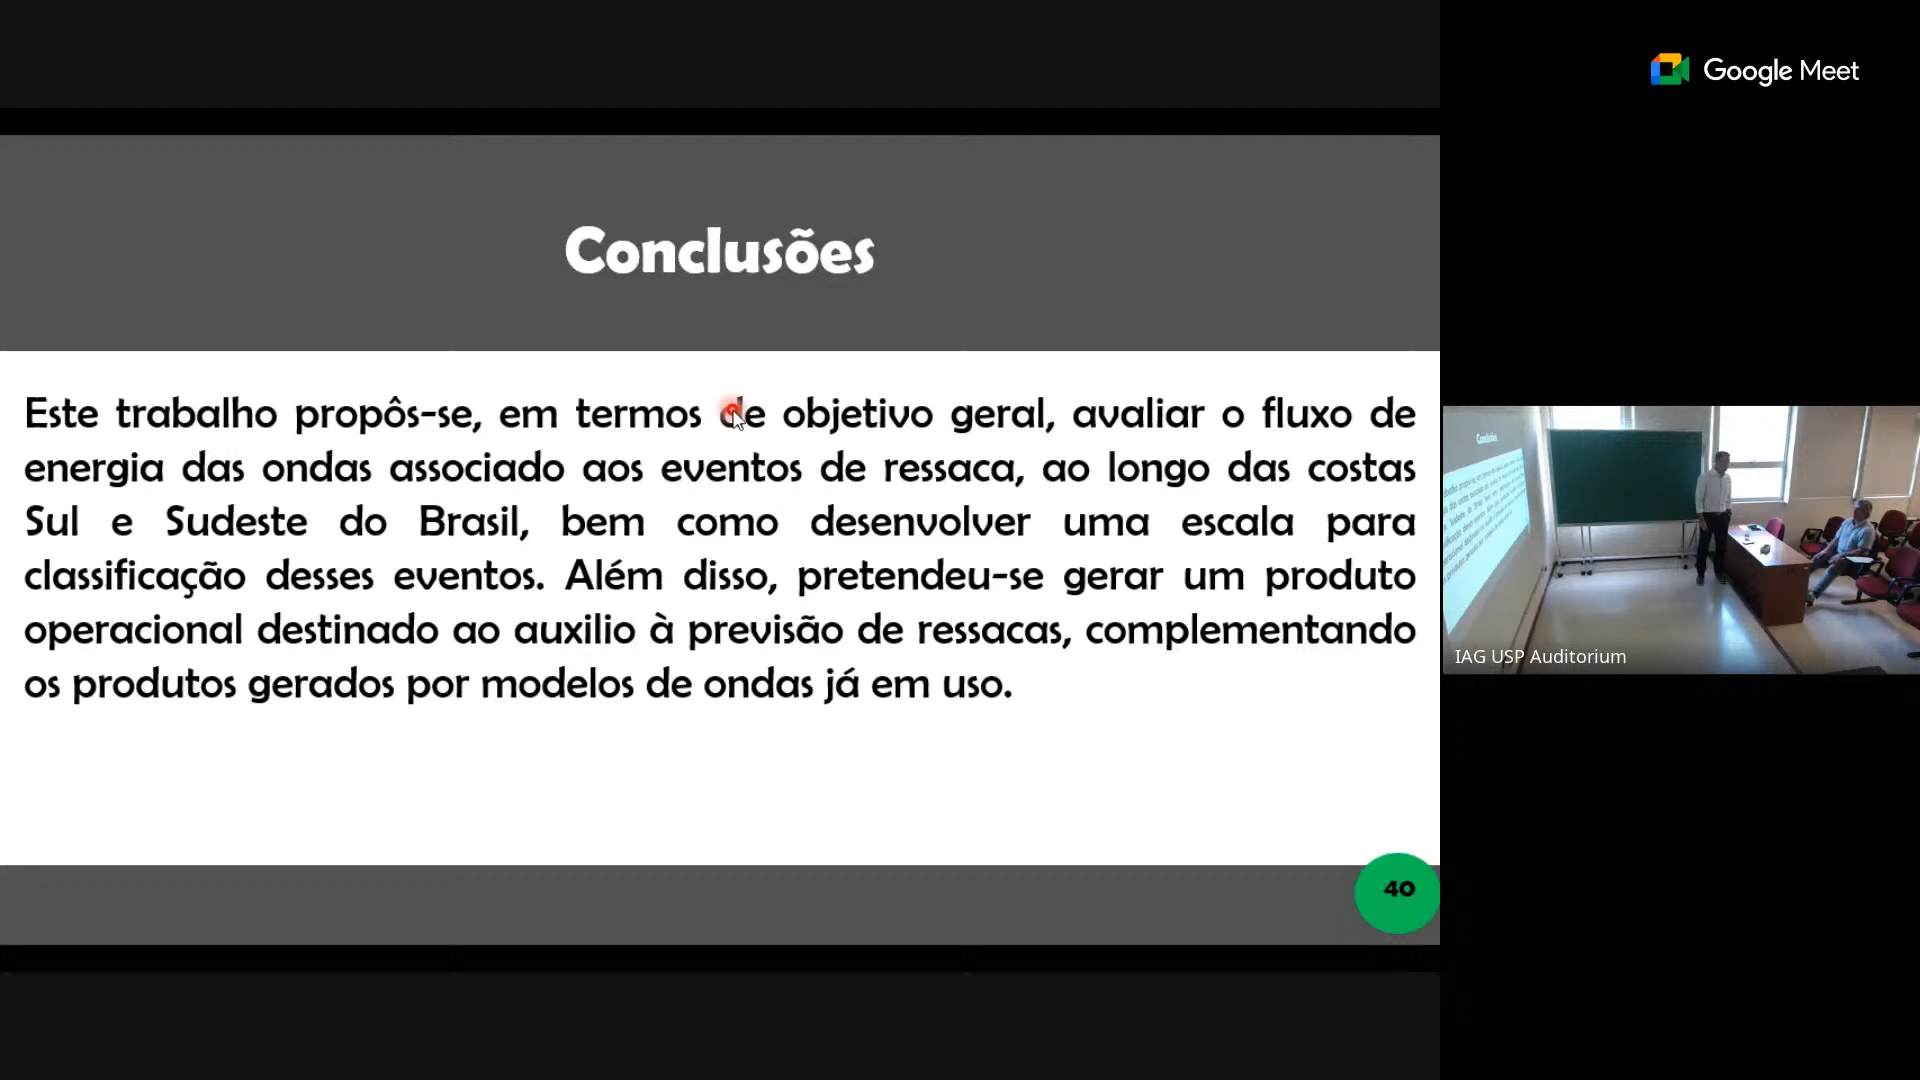 Google Meet
Conclusões
Este trabalho propôs-se, em termos de objetivo geral, avaliar o fluxo de
energia das ondas associado aos eventos de ressaca, ao longo das costas
Sul e Sudeste do Brasil, bem como desenvolver uma escala para
classificação desses eventos. Além disso, pretendeu-se gerar um produto
operacional destinado ao auxilio à previsão de ressacas, complementando
os produtos gerados por modelos de ondas já em uso.
40
Conclusões
IAG USP Auditorium